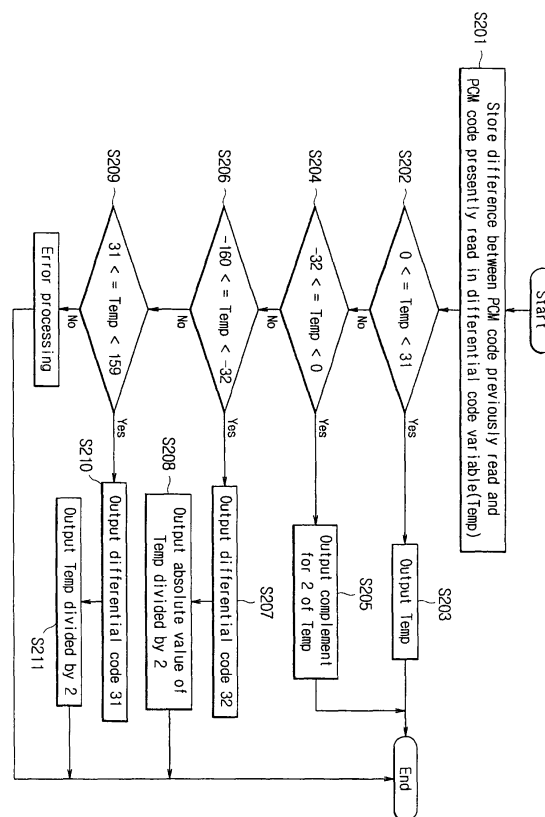 Start
S201
Store difference between PCM code previously read and
PCM code presently read in differential code variable(Temp)
S202
0 < = Temp < 31
Yes
No
S203
Output Temp
S204
-32 < = Temp < 0
Yes
No
S205
Output complement
for 2 of Temp
S206
-160 < = Temp < -32
Yes
No
S207
Output differential code 32
S208
Output absolute value of
Temp divided by 2
S209
31 < = Temp < 159
Yes
No
S210
Output differential code 31
S211
Output Temp divided by 2
Error processing
End